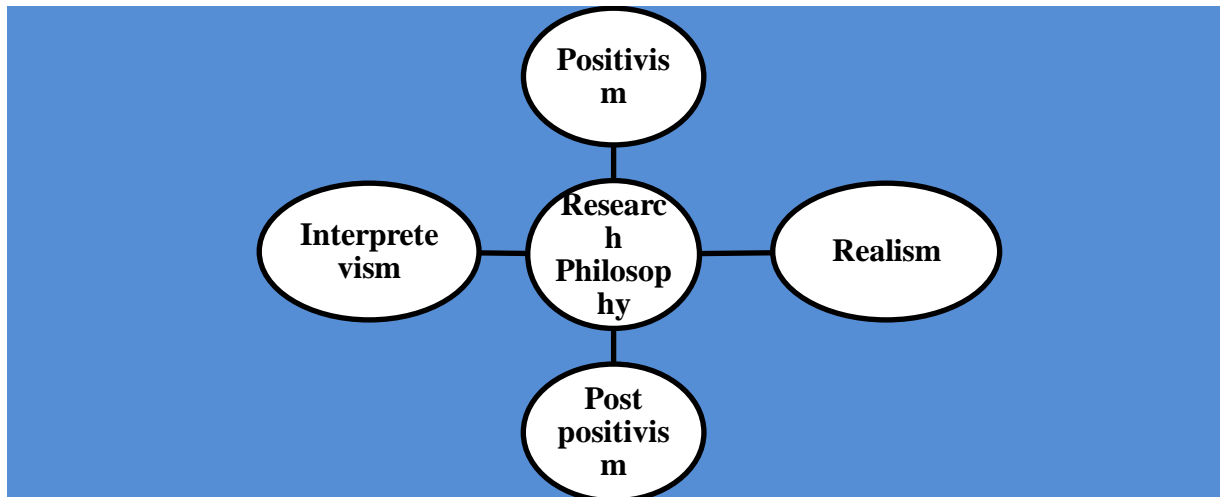 Positivis
m
Interprete
vism
Researc
h
Philosop
hy
Realism
Post
positivis
m